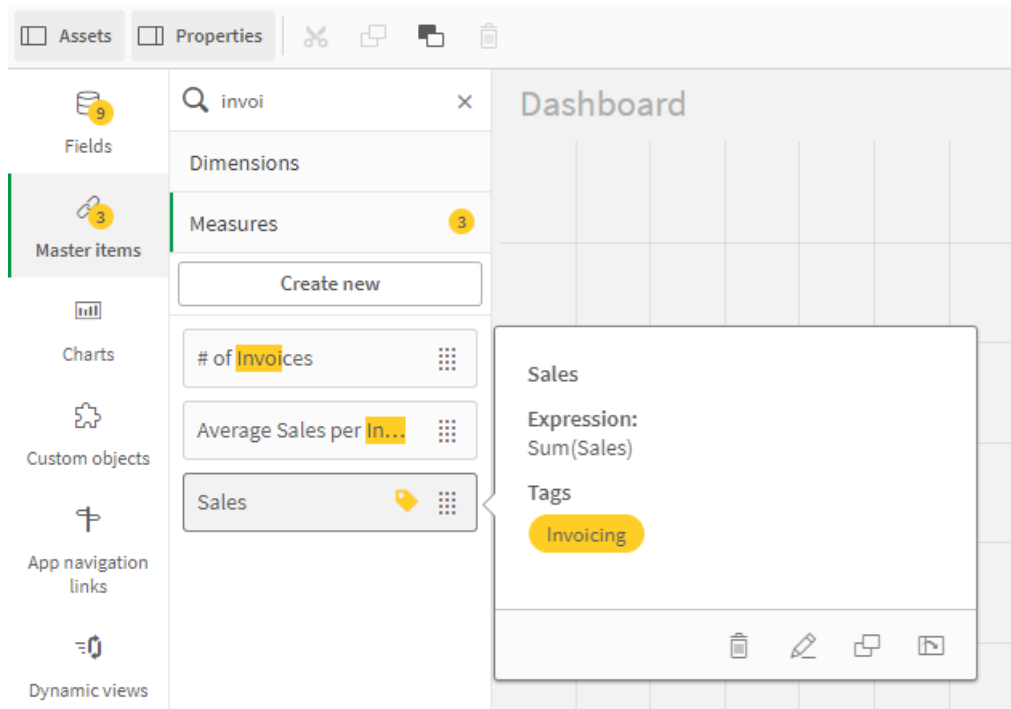 Assets
Properties
9
Fields
3
Master items
Charts
Custom objects
App navigation
links
Dynamic views
invoi
Dimensions
Measures
3
Create new
# of Invoices
Average Sales per In...
Sales
Dashboard
Sales
Expression:
Sum(Sales)
Tags
Invoicing